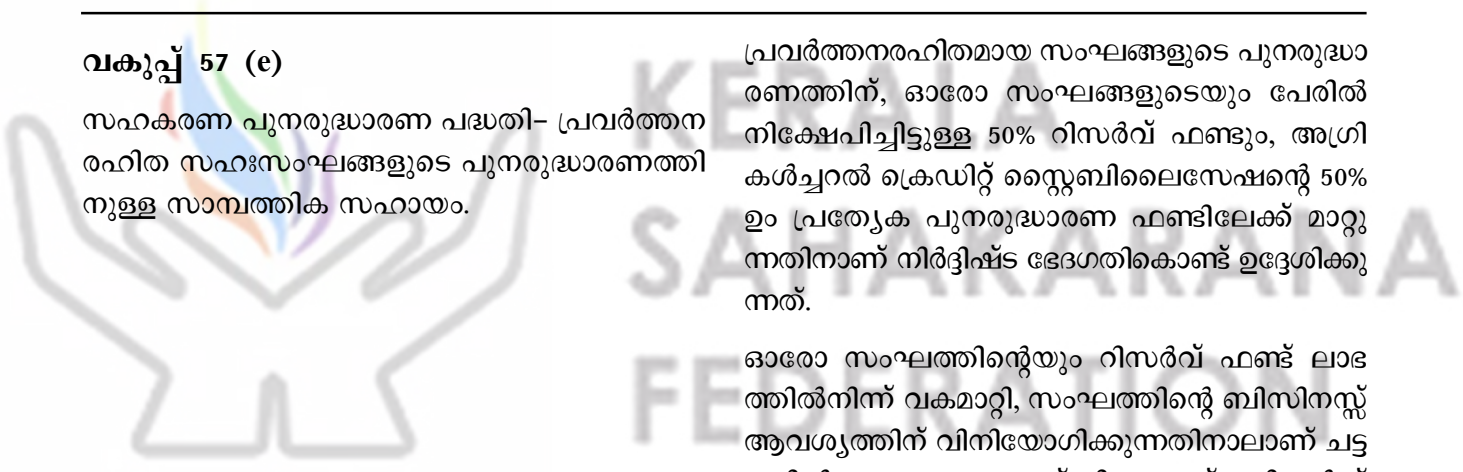 വകുപ്പ് 57 (e)
സഹകരണ പുനരുദ്ധാരണ പദ്ധതി– പ്രവർത്തന
രഹിത സഹഃസംഘങ്ങളുടെ പുനരുദ്ധാരണത്തി
നുള്ള സാമ്പത്തിക സഹായം.
പ്രവർത്തനരഹിതമായ സംഘങ്ങളുടെ പുനരുദ്ധാ
രണത്തിന്, ഓരോ സംഘങ്ങളുടെയും പേരിൽ
നിക്ഷേപിച്ചിട്ടുള്ള 50% റിസർവ് ഫണ്ടും, അഗ്രി
കൾച്ചറൽ ക്രെഡിറ്റ് സ്റ്റൈബിലൈസേഷന്റെ 50%
ഉം പ്രത്യേക പുനരുദ്ധാരണ ഫണ്ടിലേക്ക് മാറ്റു
ന്നതിനാണ് നിർദ്ദിഷ്ട ഭേദഗതികൊണ്ട് ഉദ്ദേശിക്കു
ന്നത്.
ഓരോ സംഘത്തിന്റെയും റിസർവ് ഫണ്ട് ലാഭ
ത്തിൽനിന്ന് വകമാറ്റി, സംഘത്തിന്റെ ബിസിനസ്സ്
ആവശ്യത്തിന് വിനിയോഗിക്കുന്നതിനാലാണ് ചട്ട
KERALA
SAHAKARANA
FEDERATION